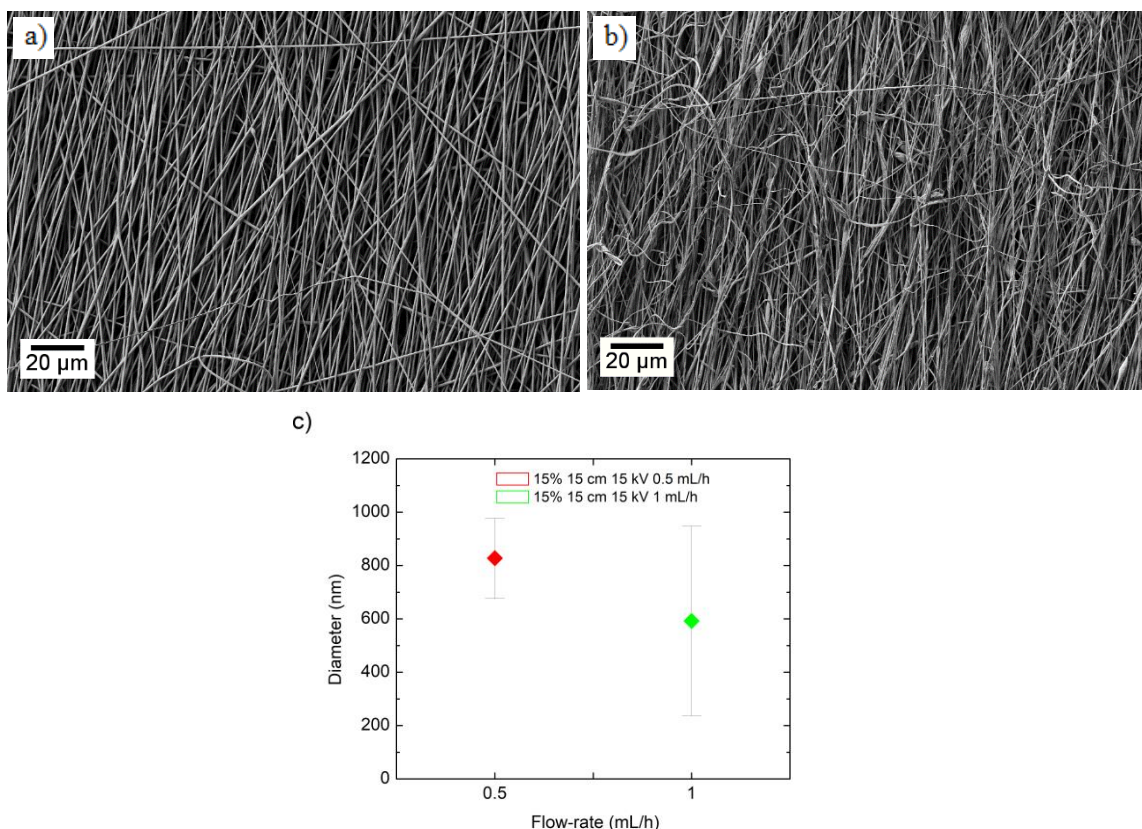 a)
b)
20 µm
20 µm
c)
15% 15 cm 15 kV 0.5 mL/h
15% 15 cm 15 kV 1 mL/h
1200
1000
800
600
400
200
0
Diameter (nm)
0.5
1
Flow-rate (mL/h)